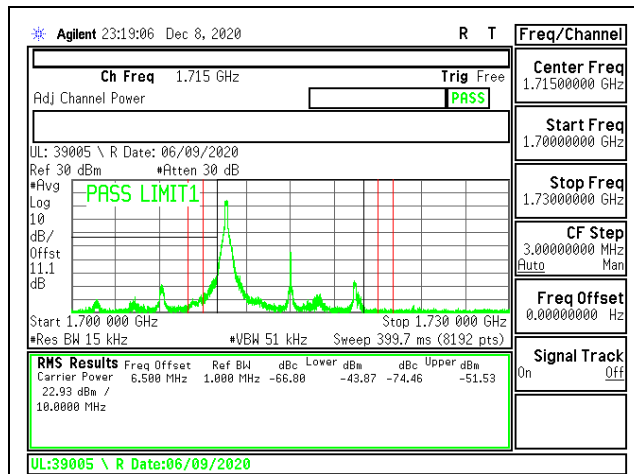 Agilent 23:19:06 Dec 8, 2020 R T
Freq/Channel
Ch Freq 1.715 GHz Trig Free
Adj Channel Power PASS
Center Freq
1.71500000 GHz
Start Freq
1.70000000 GHz
Stop Freq
1.73000000 GHz
CF Step
3.00000000 MHz
Auto Man
Freq Offset
0.00000000 Hz
Signal Track
On Off
UL: 39005 \ R Date: 06/09/2020
Ref 30 dBm #Atten 30 dB
#Avg
Log
10
dB/
Offst
11.1
dB
PASS LIMIT1
Start 1.700 000 GHz Stop 1.730 000 GHz
#Res BW 15 kHz #VBW 51 kHz Sweep 399.7 ms (8192 pts)
RMS Results Freq Offset Ref BW dBc Lower dBm dBc Upper dBm
Carrier Power 6.500 MHz 1.000 MHz -66.80 -43.87 -74.46 -51.53
22.93 dBm /
10.0000 MHz
UL:39005 \ R Date:06/09/2020